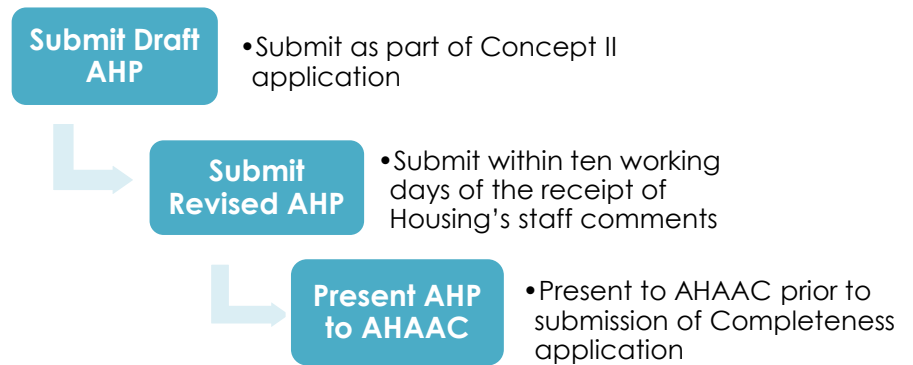 Submit Draft
AHP
•Submit as part of Concept II
application
Submit
Revised AHP
•Submit within ten working
days of the receipt of
Housing’s staff comments
Present AHP
to AHAAC
•Present to AHAAC prior to
submission of Completeness
application